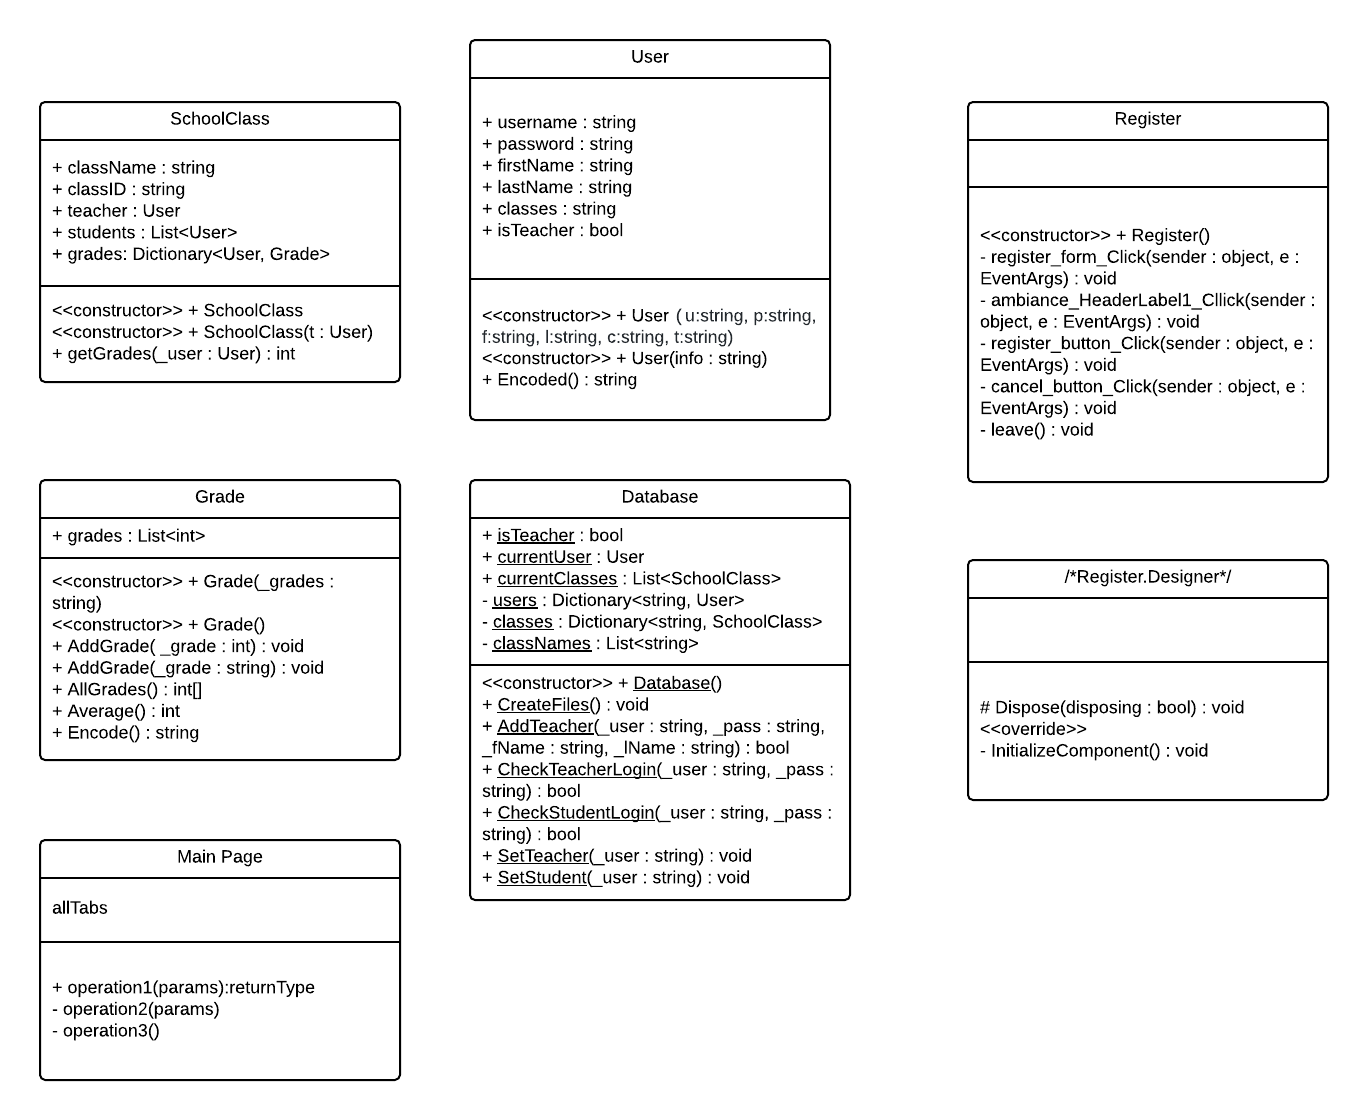 SchoolClass
+ className : string
+ classID : string
+ teacher : User
+ students : List<User>
+ grades: Dictionary<User, Grade>
<<constructor>> + SchoolClass
<<constructor>> + SchoolClass(t : User)
+ getGrades(_user : User) : int
User
+ username : string
+ password : string
+ firstName : string
+ lastName : string
+ classes : string
+ isTeacher : bool
<<constructor>> + User (u:string, p:string,
f:string, l:string, c:string, t:string)
<<constructor>> + User(info : string)
+ Encoded() : string
Register
<<constructor>> + Register()
- register_form_Click(sender : object, e :
EventArgs) : void
- ambiance_HeaderLabel1_Cllick(sender :
object, e : EventArgs) : void
- register_button_Click(sender : object, e :
EventArgs) : void
- cancel_button_Click(sender : object, e :
EventArgs) : void
- leave() : void
Grade
+ grades : List<int>
<<constructor>> + Grade(_grades :
string)
<<constructor>> + Grade()
+ AddGrade( _grade : int) : void
+ AddGrade(_grade : string) : void
+ AllGrades() : int[]
+ Average() : int
+ Encode() : string
Database
+ isTeacher : bool
+ currentUser : User
+ currentClasses : List<SchoolClass>
- users : Dictionary<string, User>
- classes : Dictionary<string, SchoolClass>
- classNames : List<string>
<<constructor>> + Database()
+ CreateFiles() : void
+ AddTeacher(_user : string, _pass : string,
_fName : string, _lName : string) : bool
+ CheckTeacherLogin(_user : string, _pass :
string) : bool
+ CheckStudentLogin(_user : string, _pass :
string) : bool
+ SetTeacher(_user : string) : void
+ SetStudent(_user : string) : void
/*Register.Designer*/
# Dispose(disposing : bool) : void
<<override>>
- InitializeComponent() : void
Main Page
allTabs
+ operation1(params):returnType
- operation2(params)
- operation3()